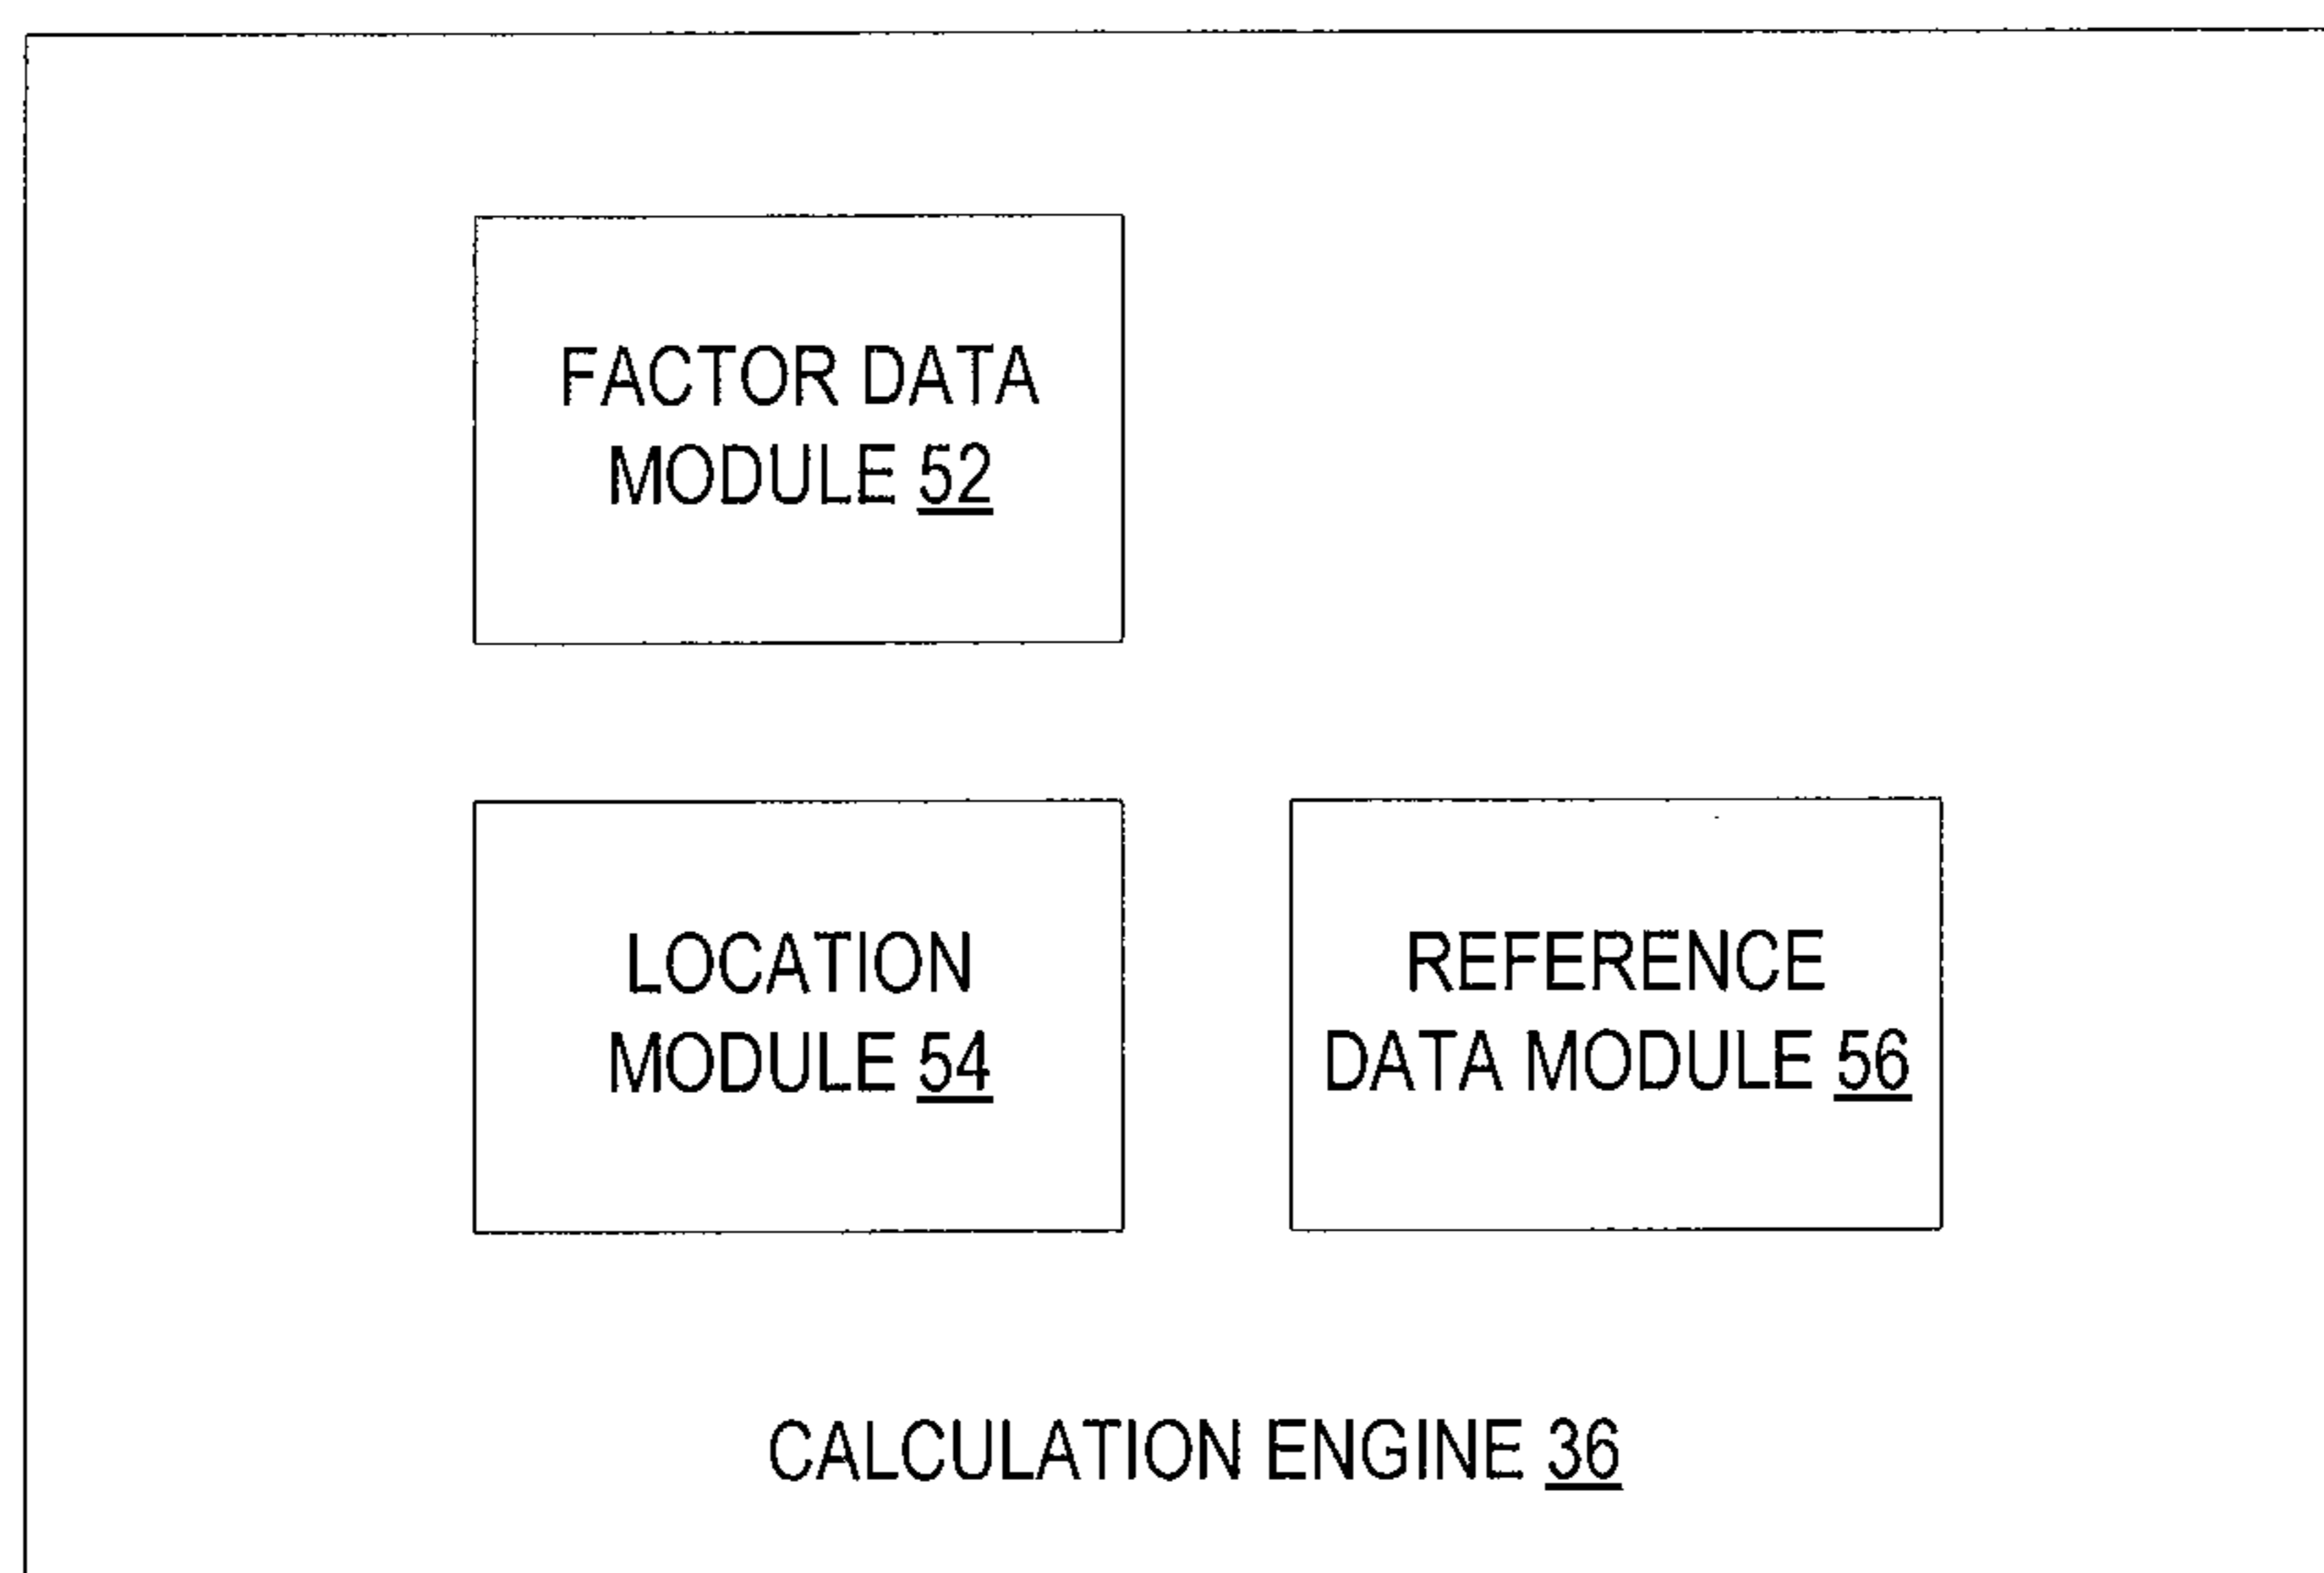 FACTOR DATA
MODULE 52
LOCATION
MODULE 54
REFERENCE
DATA MODULE 56
CALCULATION ENGINE 36